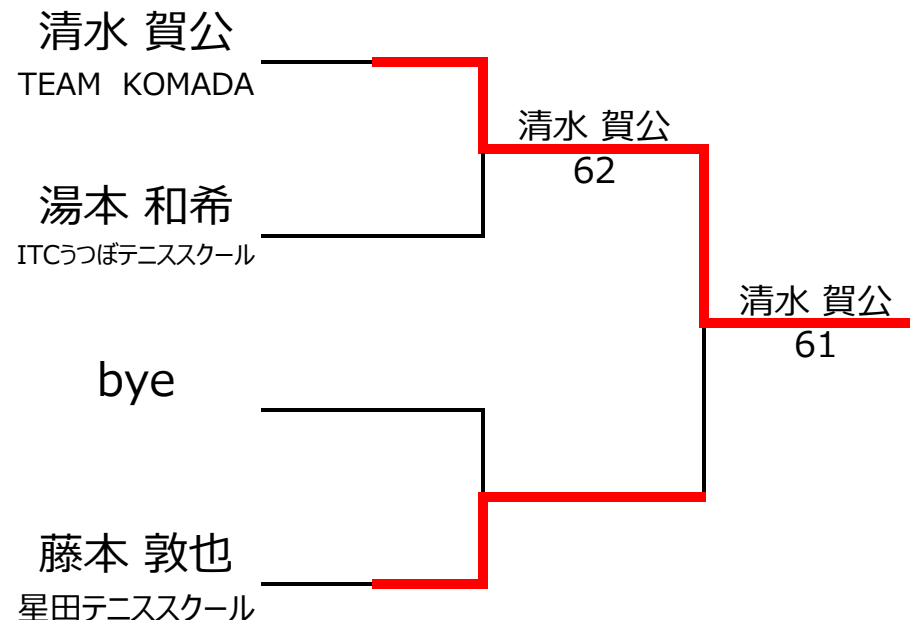 清水 賀公
TEAM KOMADA
清水 賀公
62
湯本 和希
ITCうつぼテニススクール
清水 賀公
61
bye
藤本 敦也
星田テニススクール